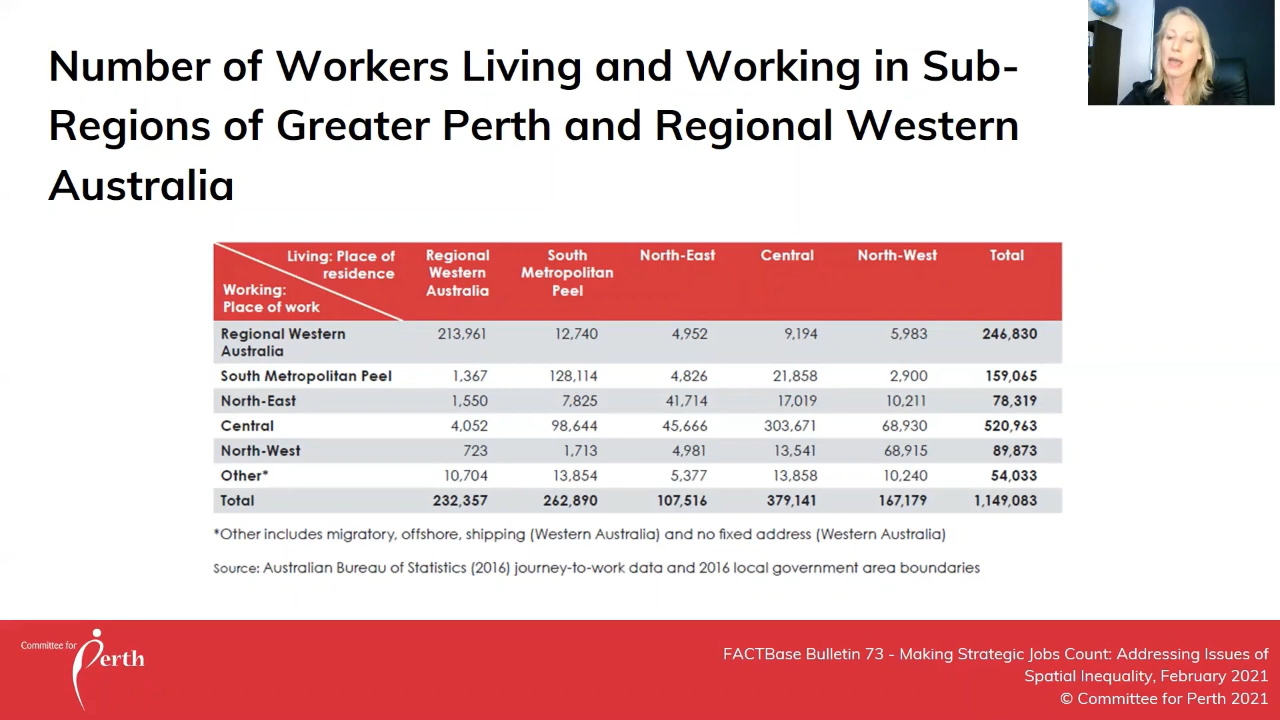 Number of Workers Living and Working in Sub-
Regions of Greater Perth and Regional Western
Australia
Living: Place of
residence
Working:
Place of work
Regional
Western
Australia
South
Metropolitan
Peel
North-East
Central
North-West
Total
Regional Western
Australia
213,961 12,740 4,952 9,194 5,983 246,830
South Metropolitan Peel 1,367 128,114 4,826 21,858 2,900 159,065
North-East 1,550 7,825 41,714 17,019 10,211 78,319
Central 4,052 98,644 45,666 303,671 68,930 520,963
North-West 723 1,713 4,981 13,541 68,915 89,873
Other* 10,704 13,854 5,377 13,858 10,240 54,033
Total 232,357 262,890 107,516 379,141 167,179 1,149,083
*Other includes migratory, offshore, shipping (Western Australia) and no fixed address (Western Australia)
Source: Australian Bureau of Statistics (2016) journey-to-work data and 2016 local government area boundaries
Committee for
Perth
FACTBase Bulletin 73 - Making Strategic Jobs Count: Addressing Issues of
Spatial Inequality, February 2021
© Committee for Perth 2021